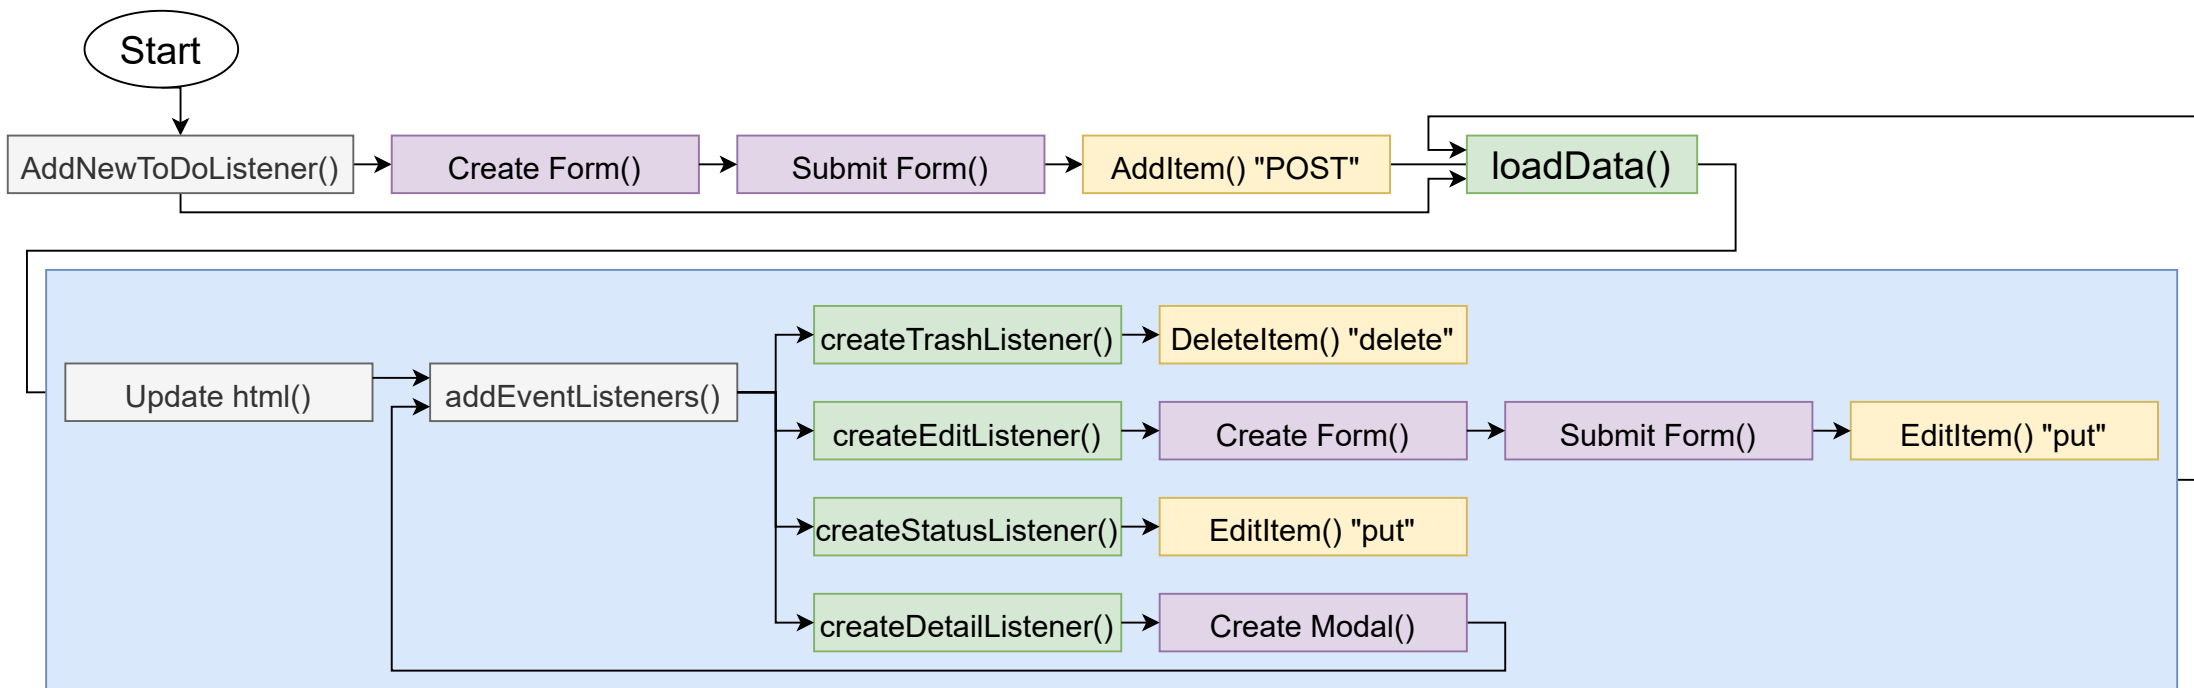 Start
AddNewToDoListener()
Create Form()
Submit Form()
AddItem() "POST"
loadData()
createTrashListener()
DeleteItem() "delete"
Update html()
addEventListeners()
createEditListener()
Create Form()
Submit Form()
EditItem() "put"
createStatusListener()
EditItem() "put"
createDetailListener()
Create Modal()